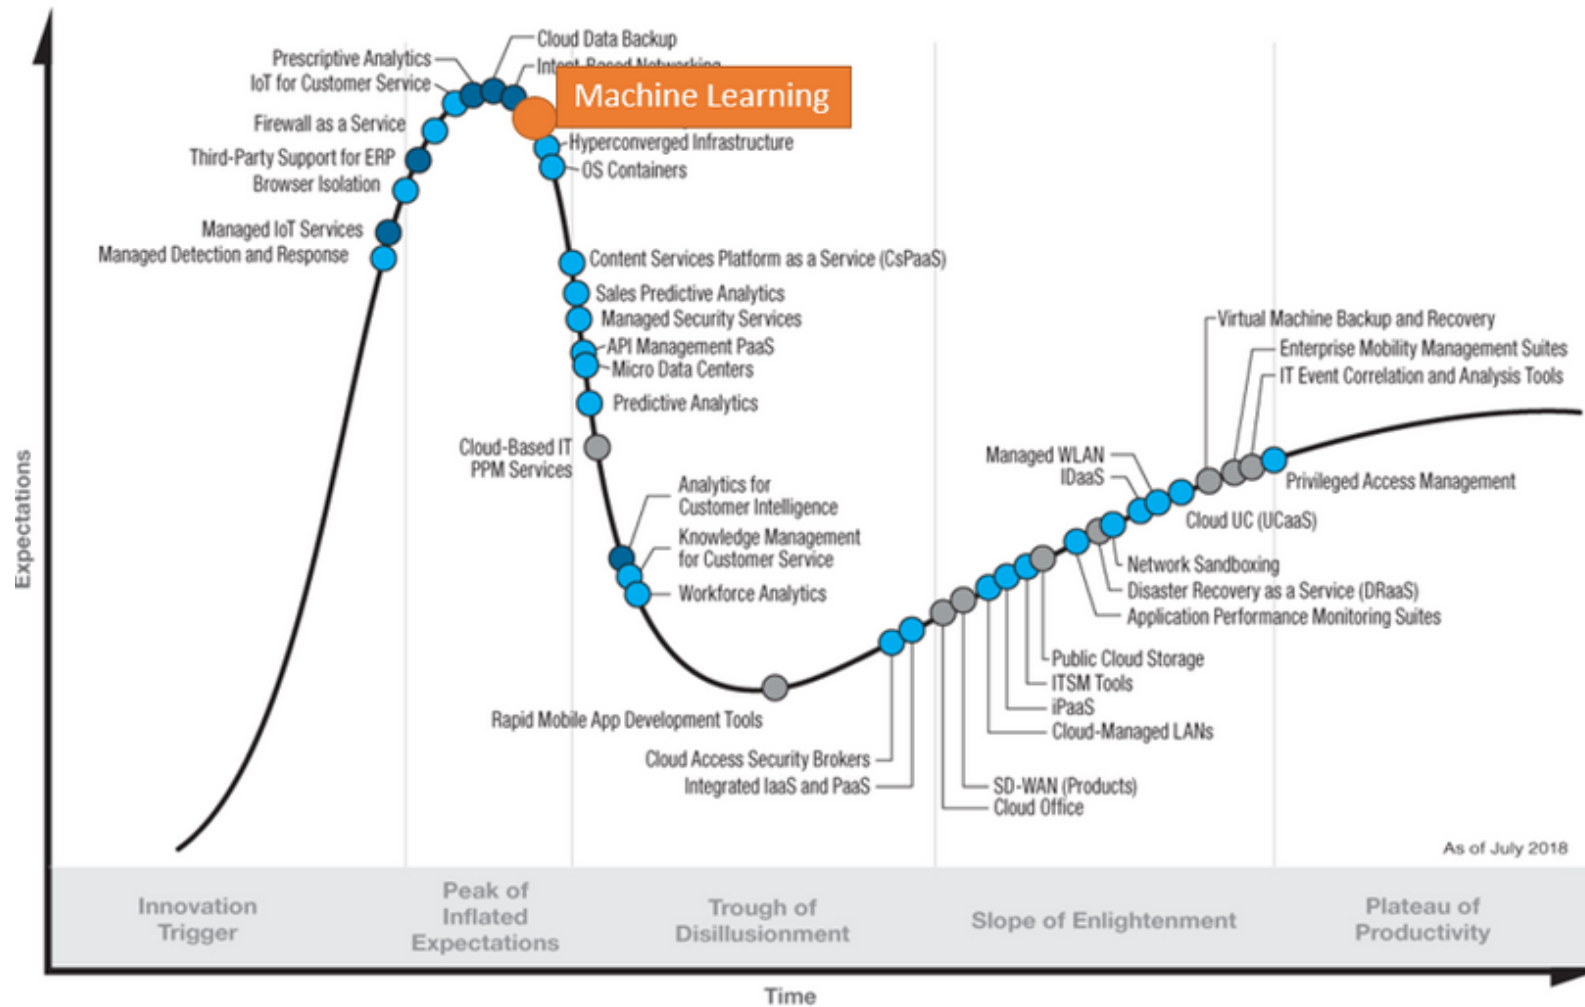 Cloud Data Backup
Prescriptive Analytics
Intent-Based Networking
IoT for Customer Service
Machine Learning
Firewall as a Service
Hyperconverged Infrastructure
Third-Party Support for ERP
OS Containers
Browser Isolation
Managed IoT Services
Managed Detection and Response
Content Services Platform as a Service (CsPaaS)
Sales Predictive Analytics
Managed Security Services
API Management PaaS
Micro Data Centers
Predictive Analytics
Cloud-Based IT
PPM Services
Analytics for
Customer Intelligence
Knowledge Management
for Customer Service
Workforce Analytics
Rapid Mobile App Development Tools
Cloud Access Security Brokers
Integrated IaaS and PaaS
Virtual Machine Backup and Recovery
Enterprise Mobility Management Suites
IT Event Correlation and Analysis Tools
Managed WLAN
IDaaS
Privileged Access Management
Cloud UC (UCaaS)
Network Sandboxing
Disaster Recovery as a Service (DRaaS)
Application Performance Monitoring Suites
Public Cloud Storage
ITSM Tools
iPaaS
Cloud-Managed LANs
SD-WAN (Products)
Cloud Office
As of July 2018
Expectations
Innovation
Trigger
Peak of
Inflated
Expectations
Trough of
Disillusionment
Slope of Enlightenment
Plateau of
Productivity
Time